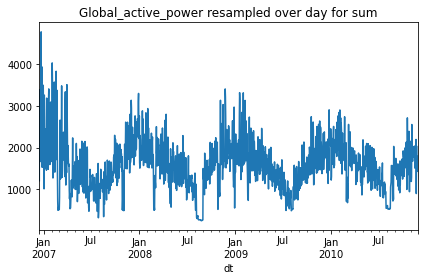 Global_active_power resampled over day for sum
4000
3000
2000
1000
Jan Jul Jan Jul Jan Jul Jan Jul
2007 2008 2009 2010
dt